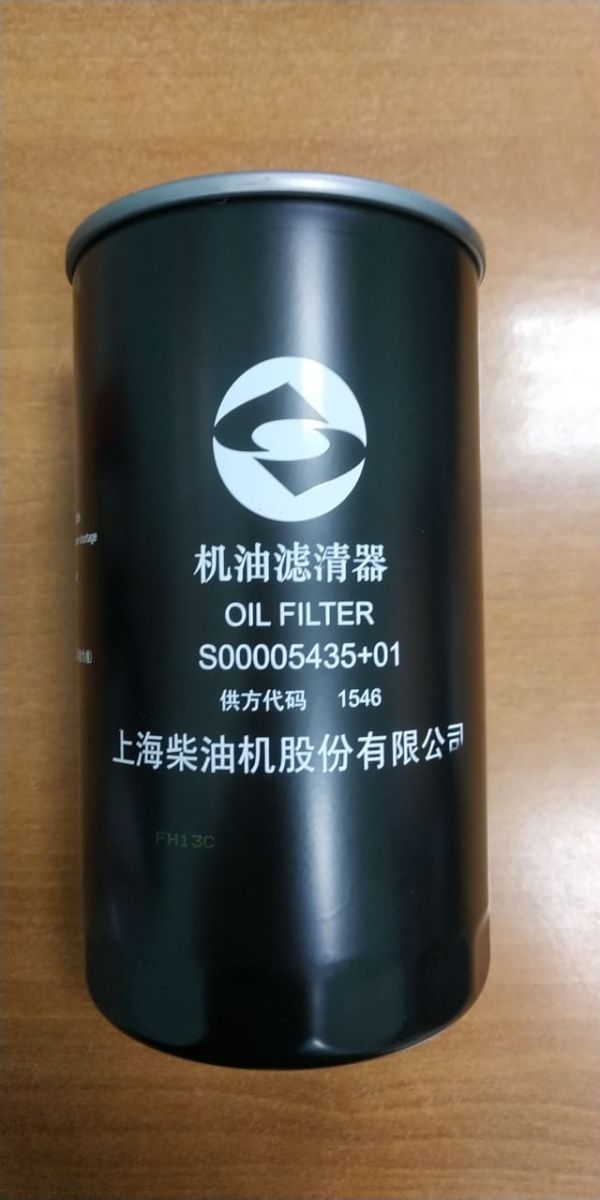 机油滤清器
OIL FILTER
S00005435+01
供方代码 1546
上海柴油机股份有限公司
FH13C